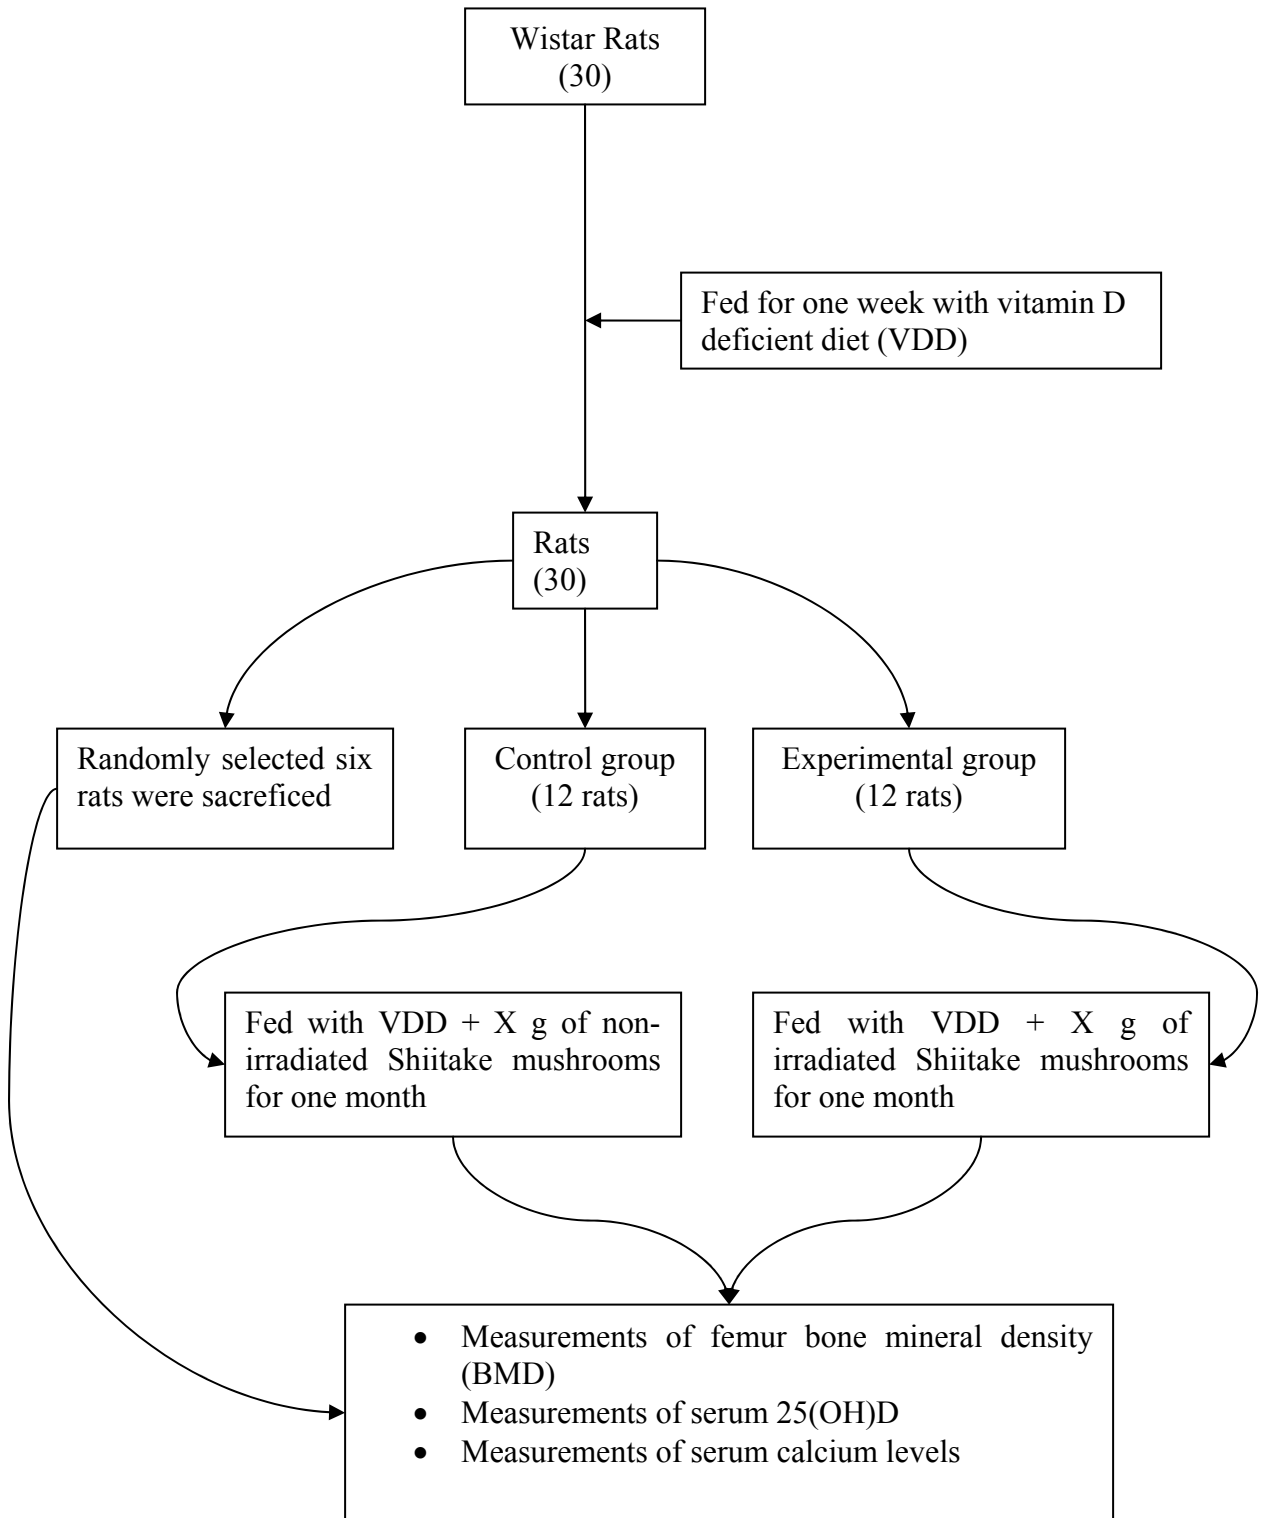 Wistar Rats
(30)
Fed for one week with vitamin D
deficient diet (VDD)
Rats
(30)
Randomly selected six
rats were sacreficed
Control group
(12 rats)
Experimental group
(12 rats)
Fed with VDD + X g of non-
irradiated Shiitake mushrooms
for one month
Fed with VDD + X g of
irradiated Shiitake mushrooms
for one month
• Measurements of femur bone mineral density
(BMD)
• Measurements of serum 25(OH)D
• Measurements of serum calcium levels